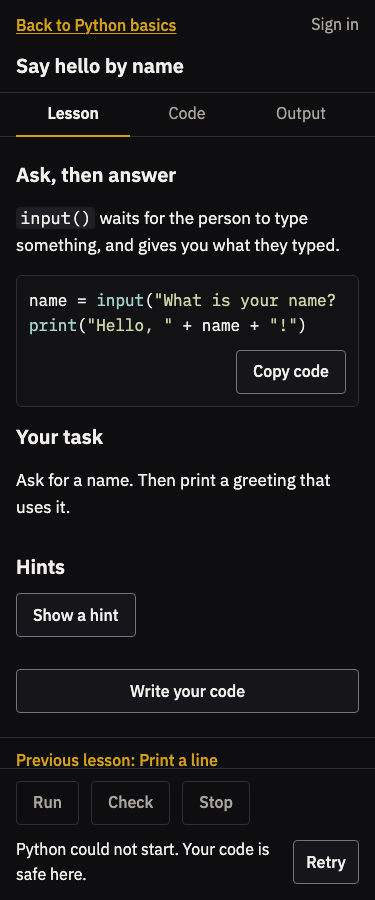 Back to Python basics
Sign in
Say hello by name
Lesson
Code
Output
Ask, then answer
input() waits for the person to type
something, and gives you what they typed.
name = input("What is your name?
print("Hello, " + name + "!")
Copy code
Your task
Ask for a name. Then print a greeting that
uses it.
Hints
Show a hint
Write your code
Previous lesson: Print a line
Run
Check
Stop
Python could not start. Your code is
safe here.
Retry